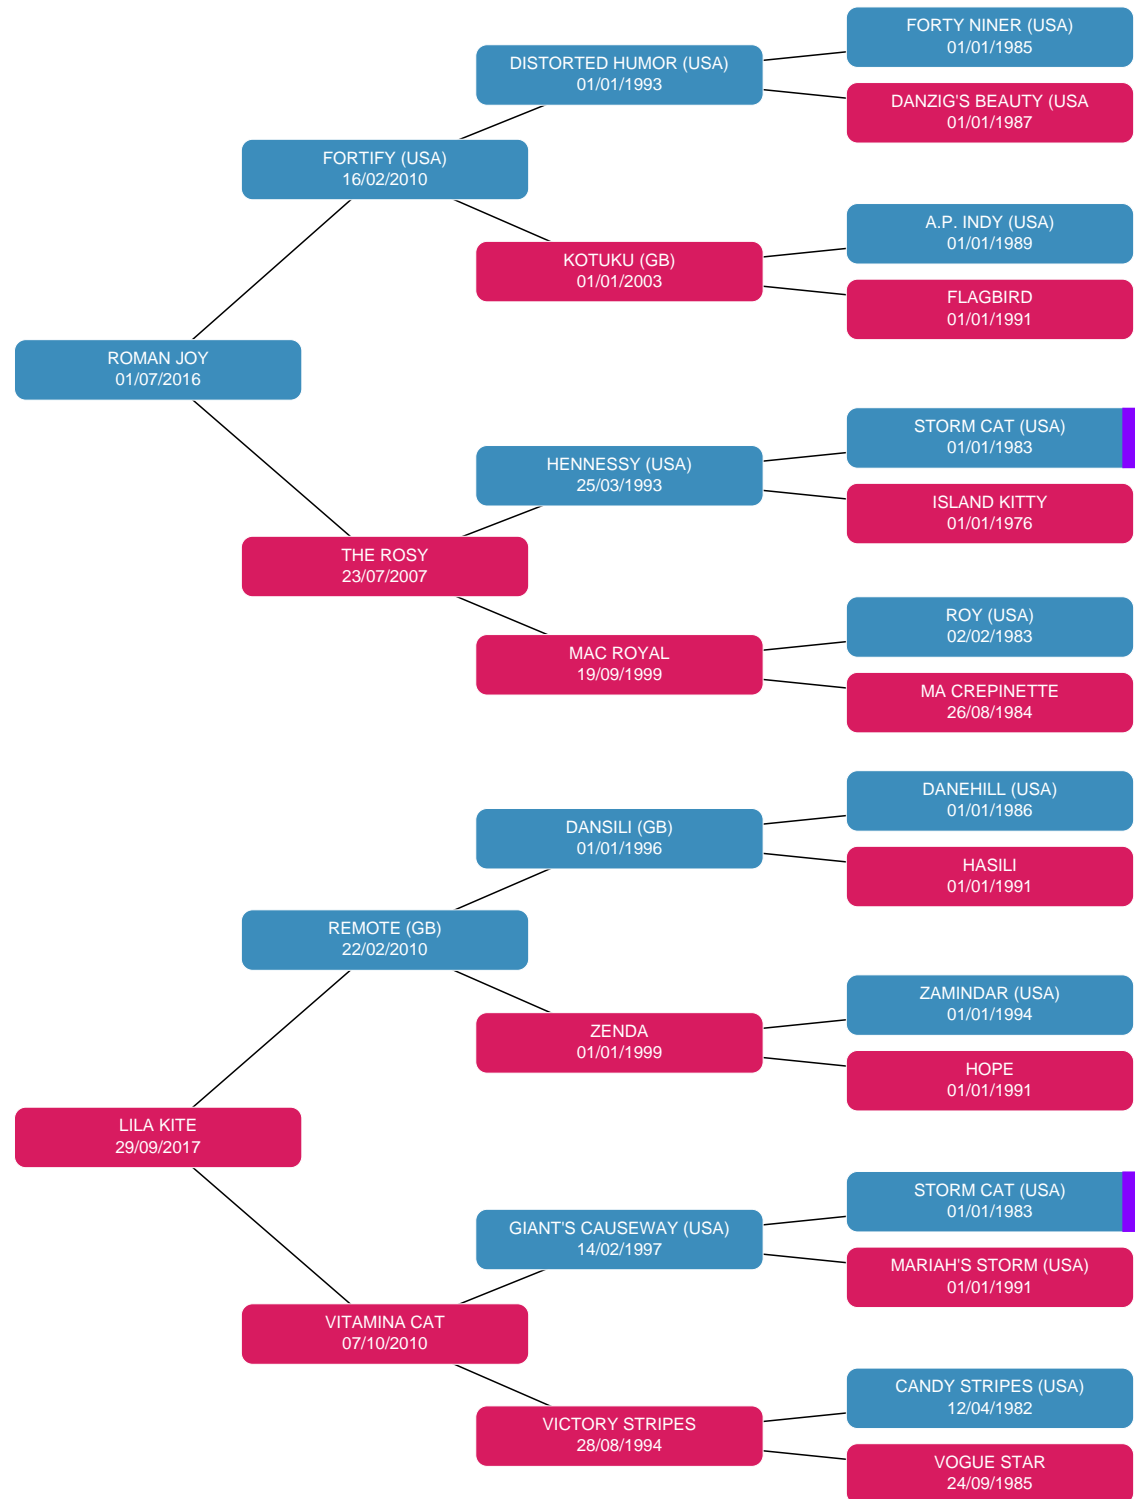 FORTY NINER (USA)
01/01/1985
DISTORTED HUMOR (USA)
01/01/1993
DANZIG'S BEAUTY (USA
01/01/1987
FORTIFY (USA)
16/02/2010
A.P. INDY (USA)
01/01/1989
KOTUKU (GB)
01/01/2003
FLAGBIRD
01/01/1991
ROMAN JOY
01/07/2016
STORM CAT (USA)
01/01/1983
HENNESSY (USA)
25/03/1993
ISLAND KITTY
01/01/1976
THE ROSY
23/07/2007
ROY (USA)
02/02/1983
MAC ROYAL
19/09/1999
MA CREPINETTE
26/08/1984
DANEHILL (USA)
01/01/1986
DANSILI (GB)
01/01/1996
HASILI
01/01/1991
REMOTE (GB)
22/02/2010
ZAMINDAR (USA)
01/01/1994
ZENDA
01/01/1999
HOPE
01/01/1991
LILA KITE
29/09/2017
STORM CAT (USA)
01/01/1983
GIANT'S CAUSEWAY (USA)
14/02/1997
MARIAH'S STORM (USA)
01/01/1991
VITAMINA CAT
07/10/2010
CANDY STRIPES (USA)
12/04/1982
VICTORY STRIPES
28/08/1994
VOGUE STAR
24/09/1985